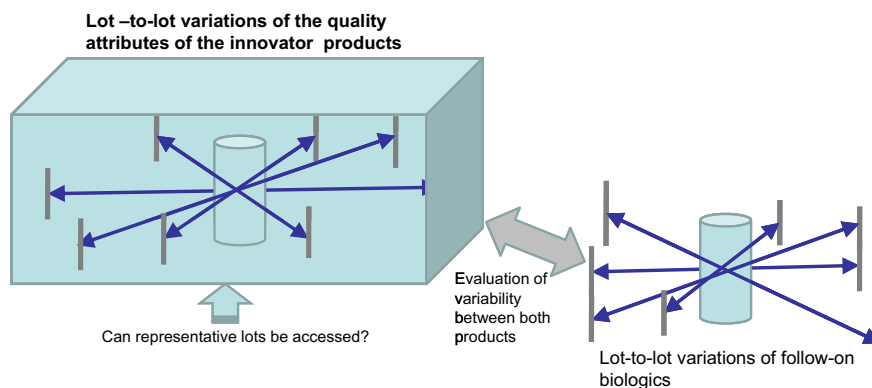 Lot –to-lot variations of the quality
attributes of the innovator products
Can representative lots be accessed?
Evaluation of
variability
between both
products
Lot-to-lot variations of follow-on
biologics